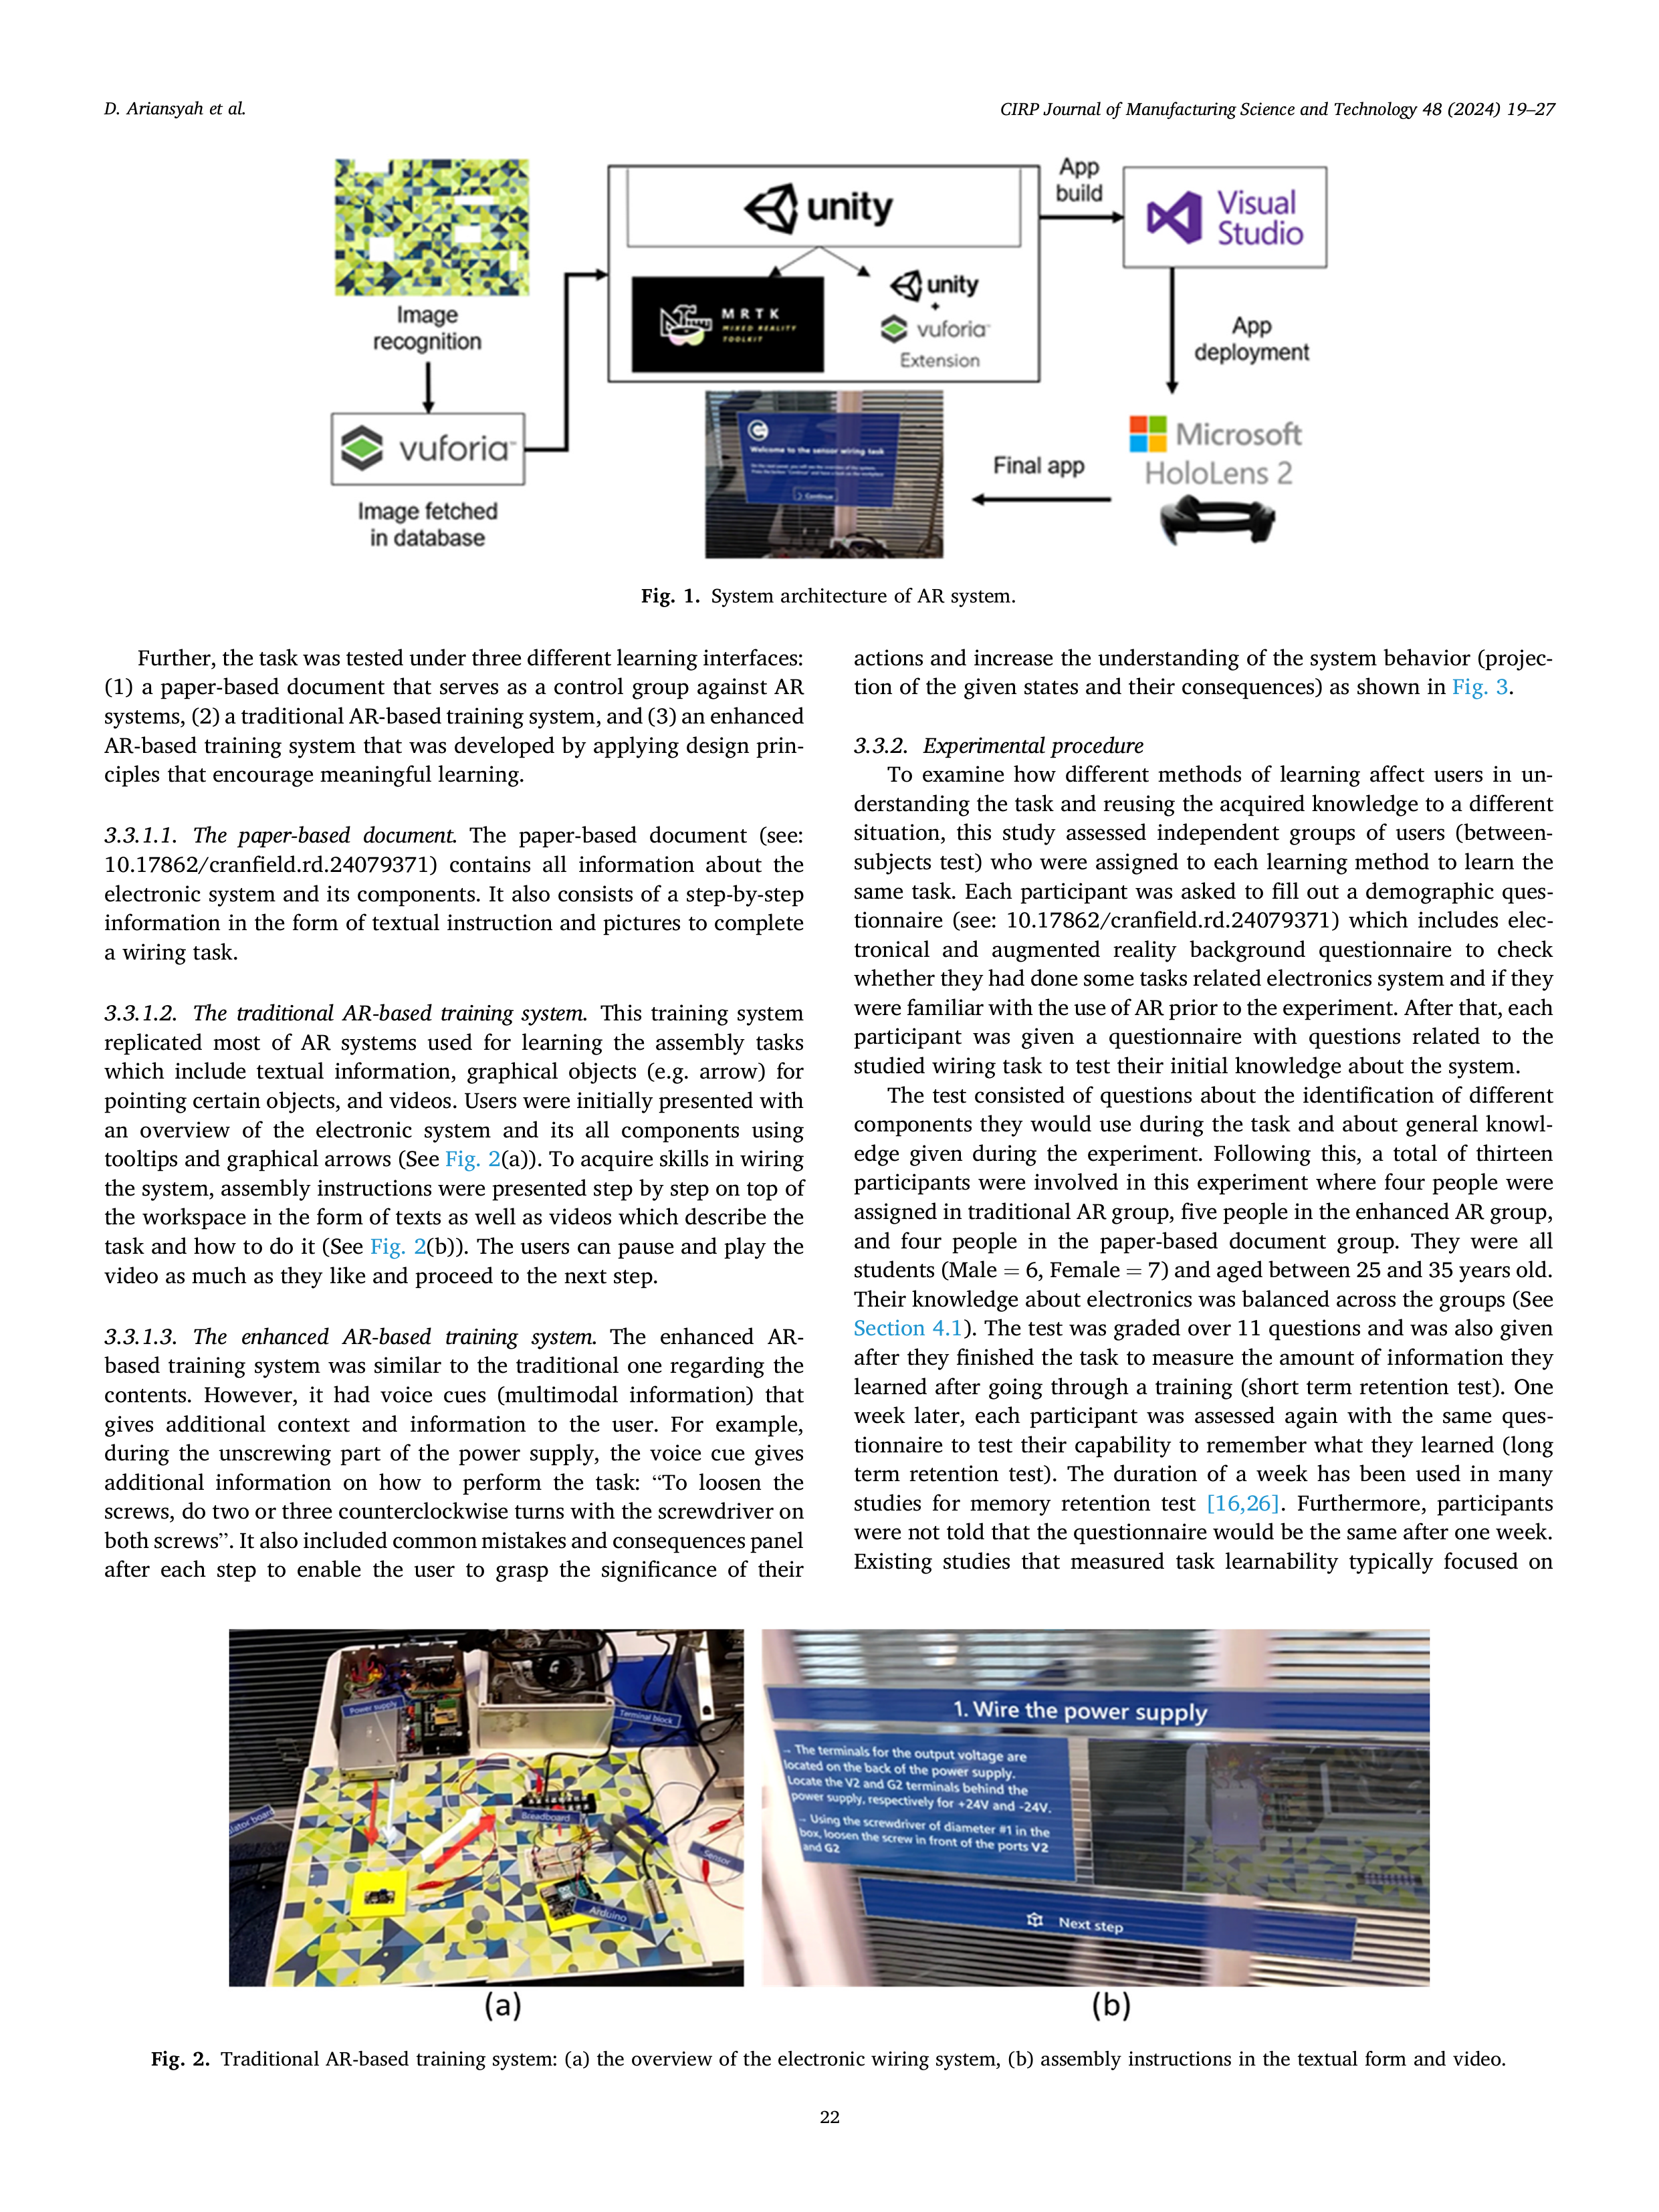 D. Ariansyah et al.
CIRP Journal of Manufacturing Science and Technology 48 (2024) 19–27
Image
recognition
vuforia™
Image fetched
in database
unity
MRTK
MIXED REALITY
TOOLKIT
unity
+
vuforia™
Extension
App
build
Visual
Studio
App
deployment
Microsoft
HoloLens 2
Final app
Welcome to the sensor wiring task
Continue
Fig. 1. System architecture of AR system.
Further, the task was tested under three different learning interfaces:
(1) a paper-based document that serves as a control group against AR
systems, (2) a traditional AR-based training system, and (3) an enhanced
AR-based training system that was developed by applying design prin-
ciples that encourage meaningful learning.
3.3.1.1. The paper-based document. The paper-based document (see:
10.17862/cranfield.rd.24079371) contains all information about the
electronic system and its components. It also consists of a step-by-step
information in the form of textual instruction and pictures to complete
a wiring task.
3.3.1.2. The traditional AR-based training system. This training system
replicated most of AR systems used for learning the assembly tasks
which include textual information, graphical objects (e.g. arrow) for
pointing certain objects, and videos. Users were initially presented with
an overview of the electronic system and its all components using
tooltips and graphical arrows (See Fig. 2(a)). To acquire skills in wiring
the system, assembly instructions were presented step by step on top of
the workspace in the form of texts as well as videos which describe the
task and how to do it (See Fig. 2(b)). The users can pause and play the
video as much as they like and proceed to the next step.
3.3.1.3. The enhanced AR-based training system. The enhanced AR-
based training system was similar to the traditional one regarding the
contents. However, it had voice cues (multimodal information) that
gives additional context and information to the user. For example,
during the unscrewing part of the power supply, the voice cue gives
additional information on how to perform the task: “To loosen the
screws, do two or three counterclockwise turns with the screwdriver on
both screws”. It also included common mistakes and consequences panel
after each step to enable the user to grasp the significance of their
actions and increase the understanding of the system behavior (projec-
tion of the given states and their consequences) as shown in Fig. 3.
3.3.2. Experimental procedure
To examine how different methods of learning affect users in un-
derstanding the task and reusing the acquired knowledge to a different
situation, this study assessed independent groups of users (between-
subjects test) who were assigned to each learning method to learn the
same task. Each participant was asked to fill out a demographic ques-
tionnaire (see: 10.17862/cranfield.rd.24079371) which includes elec-
tronical and augmented reality background questionnaire to check
whether they had done some tasks related electronics system and if they
were familiar with the use of AR prior to the experiment. After that, each
participant was given a questionnaire with questions related to the
studied wiring task to test their initial knowledge about the system.
The test consisted of questions about the identification of different
components they would use during the task and about general knowl-
edge given during the experiment. Following this, a total of thirteen
participants were involved in this experiment where four people were
assigned in traditional AR group, five people in the enhanced AR group,
and four people in the paper-based document group. They were all
students (Male = 6, Female = 7) and aged between 25 and 35 years old.
Their knowledge about electronics was balanced across the groups (See
Section 4.1). The test was graded over 11 questions and was also given
after they finished the task to measure the amount of information they
learned after going through a training (short term retention test). One
week later, each participant was assessed again with the same ques-
tionnaire to test their capability to remember what they learned (long
term retention test). The duration of a week has been used in many
studies for memory retention test [16,26]. Furthermore, participants
were not told that the questionnaire would be the same after one week.
Existing studies that measured task learnability typically focused on
Power supply
Terminal block
Breadboard
Sensor
Arduino
1. Wire the power supply
- The terminals for the output voltage are
located on the back of the power supply.
Locate the V2 and G2 terminals behind the
power supply, respectively for +24V and -24V.
- Using the screwdriver of diameter #1 in the
box, loosen the screw in front of the ports V2
and G2
Next step
(a)
(b)
Fig. 2. Traditional AR-based training system: (a) the overview of the electronic wiring system, (b) assembly instructions in the textual form and video.
22